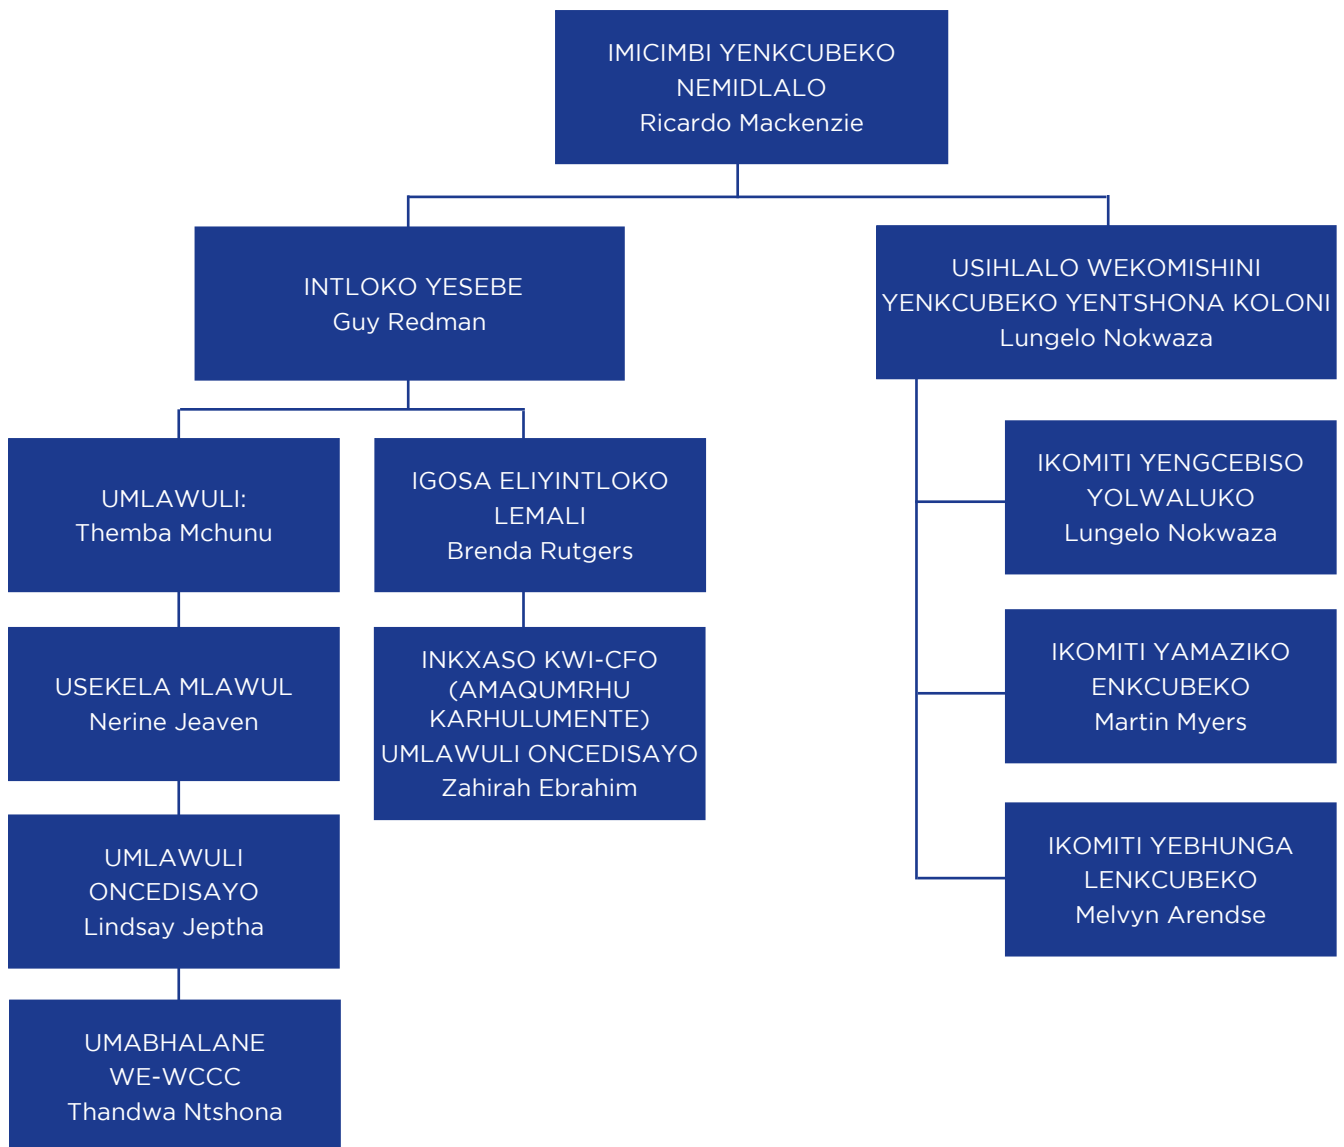 IMICIMBI YENKCUBEKO
NEMIDLALO
Ricardo Mackenzie
INTLOKO YESEBE
Guy Redman
USIHLALO WEKOMISHINI
YENKCUBEKO YENTSHONA KOLONI
Lungelo Nokwaza
UMLAWULI:
Themba Mchunu
IGOSA ELIYINTLOKO
LEMALI
Brenda Rutgers
IKOMITI YENGCEBISO
YOLWALUKO
Lungelo Nokwaza
USEKELA MLAWUL
Nerine Jeaven
INKXASO KWI-CFO
(AMAQUMRHU
KARHULUMENTE)
UMLAWULI ONCEDISAYO
Zahirah Ebrahim
IKOMITI YAMAZIKO
ENKCUBEKO
Martin Myers
UMLAWULI
ONCEDISAYO
Lindsay Jeptha
IKOMITI YEBHUNGA
LENKCUBEKO
Melvyn Arendse
UMABHALANE
WE-WCCC
Thandwa Ntshona